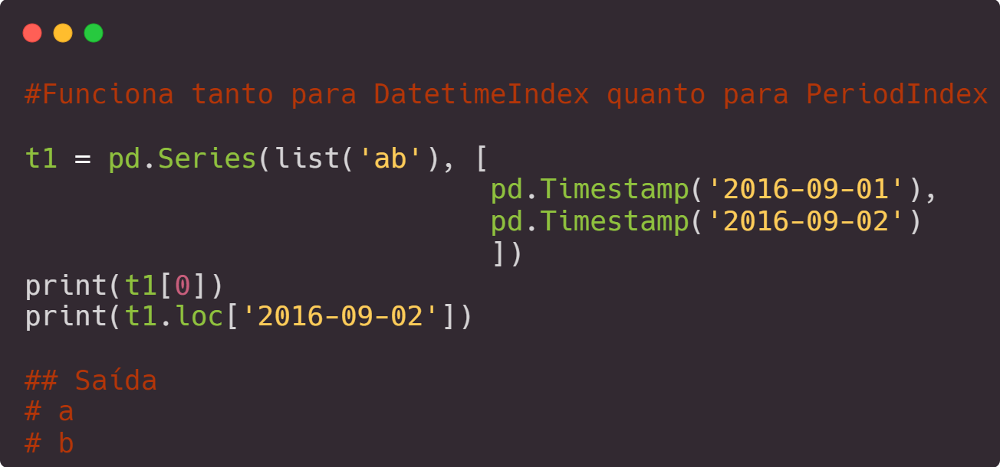 #Funciona tanto para DatetimeIndex quanto para PeriodIndex
t1 = pd.Series(list('ab'), [
pd.Timestamp('2016-09-01'),
pd.Timestamp('2016-09-02')
])
print(t1[0])
print(t1.loc['2016-09-02'])
## Saída
# a
# b